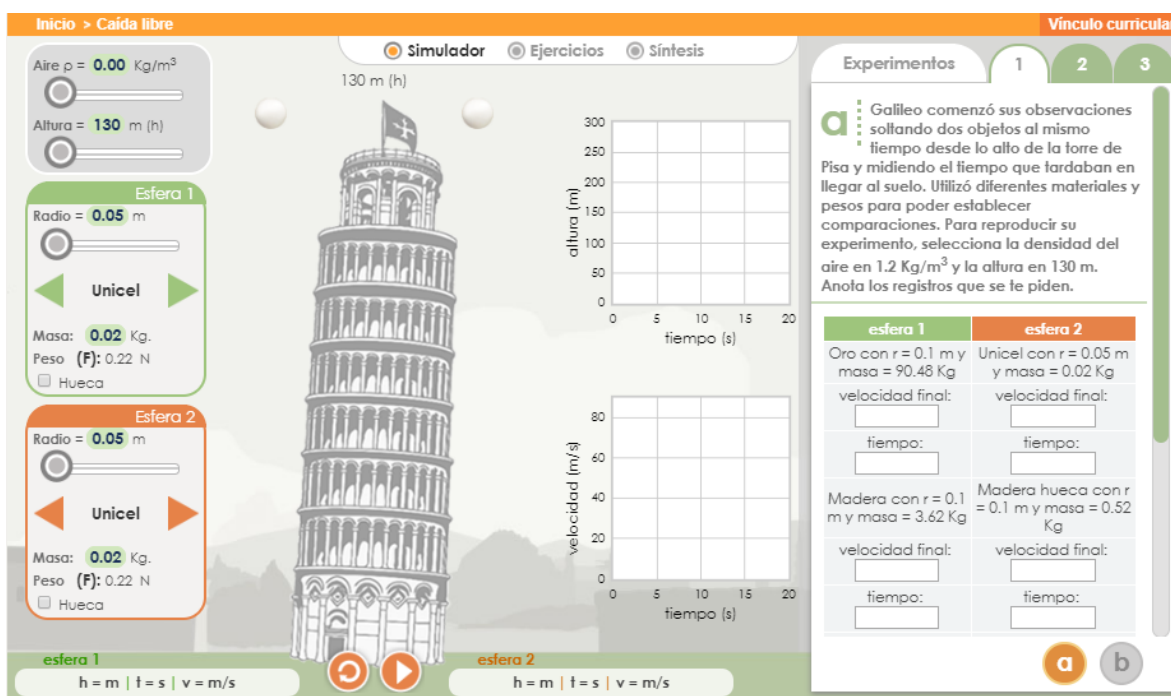 Inicio > Caída libre
Vínculo curricular
Aire ρ = 0.00 Kg/m³
Altura = 130 m (h)
Simulador
Ejercicios
Síntesis
130 m (h)
Esfera 1
Radio = 0.05 m
Unicel
Masa: 0.02 Kg.
Peso (F): 0.22 N
Hueca
Esfera 2
Radio = 0.05 m
Unicel
Masa: 0.02 Kg.
Peso (F): 0.22 N
Hueca
altura (m)
300
250
200
150
100
50
0
0 5 10 15 20
tiempo (s)
velocidad (m/s)
80
60
40
20
0
0 5 10 15 20
tiempo (s)
esfera 1
h = m | t = s | v = m/s
esfera 2
h = m | t = s | v = m/s
Experimentos
1
2
3
a
Galileo comenzó sus observaciones
soltando dos objetos al mismo
tiempo desde lo alto de la torre de
Pisa y midiendo el tiempo que tardaban en
llegar al suelo. Utilizó diferentes materiales y
pesos para poder establecer
comparaciones. Para reproducir su
experimento, selecciona la densidad del
aire en 1.2 Kg/m³ y la altura en 130 m.
Anota los registros que se te piden.
esfera 1
esfera 2
Oro con r = 0.1 m y
masa = 90.48 Kg
Unicel con r = 0.05 m
y masa = 0.02 Kg
velocidad final:
velocidad final:
tiempo:
tiempo:
Madera con r = 0.1
m y masa = 3.62 Kg
Madera hueca con r
= 0.1 m y masa = 0.52
Kg
velocidad final:
velocidad final:
tiempo:
tiempo:
a
b